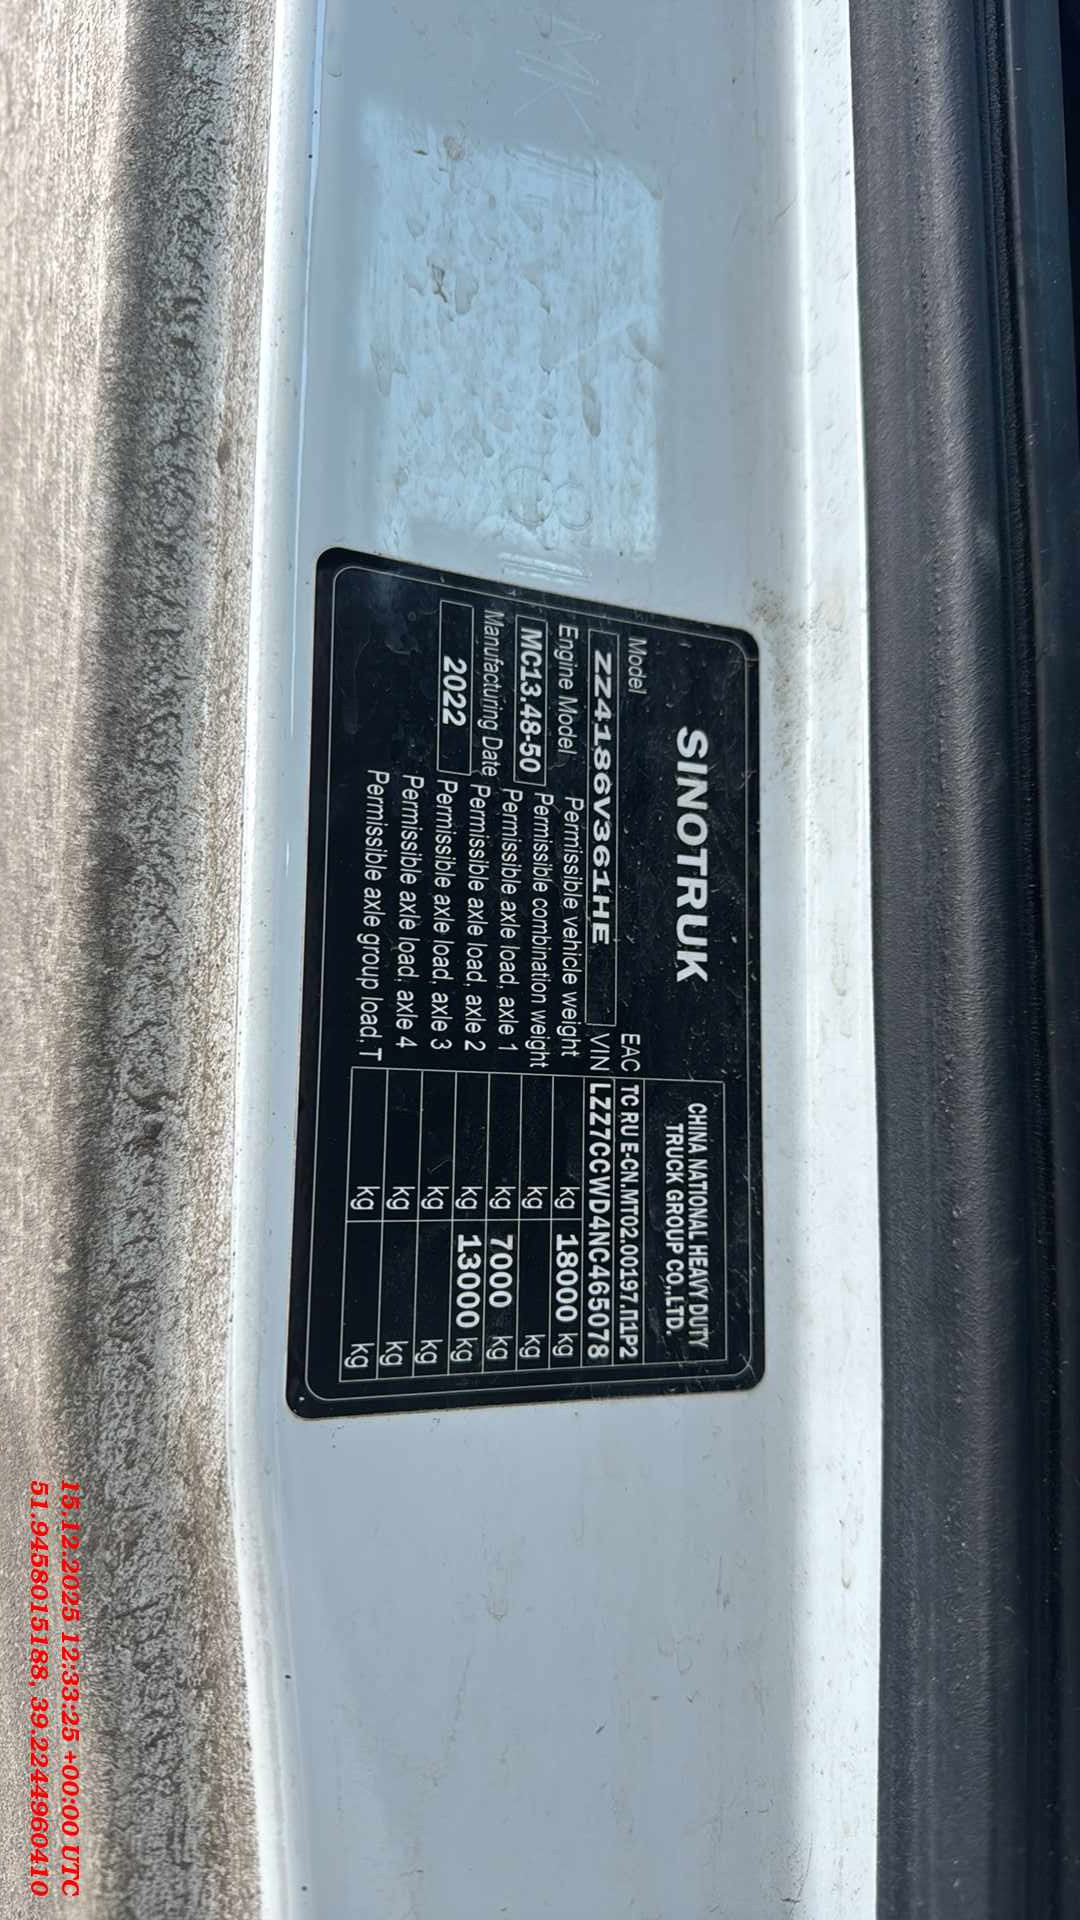 SINOTRUK
CHINA NATIONAL HEAVY DUTY
TRUCK GROUP CO.,LTD.
Model
EAC TC RU E-CN.MT02.00197.П1P2
ZZ4186V361HE
VIN LZZ7CCWD4NC465078
Engine Model
Permissible vehicle weight kg 18000 kg
MC13.48-50
Permissible combination weight kg kg
Permissible axle load, axle 1 kg 7000 kg
Manufacturing Date
Permissible axle load, axle 2 kg 13000 kg
2022
Permissible axle load, axle 3 kg kg
Permissible axle load, axle 4 kg kg
Permissible axle group load, T kg kg
15.12.2025 12:33:25 +00:00 UTC
51.9458015188, 39.2244960410